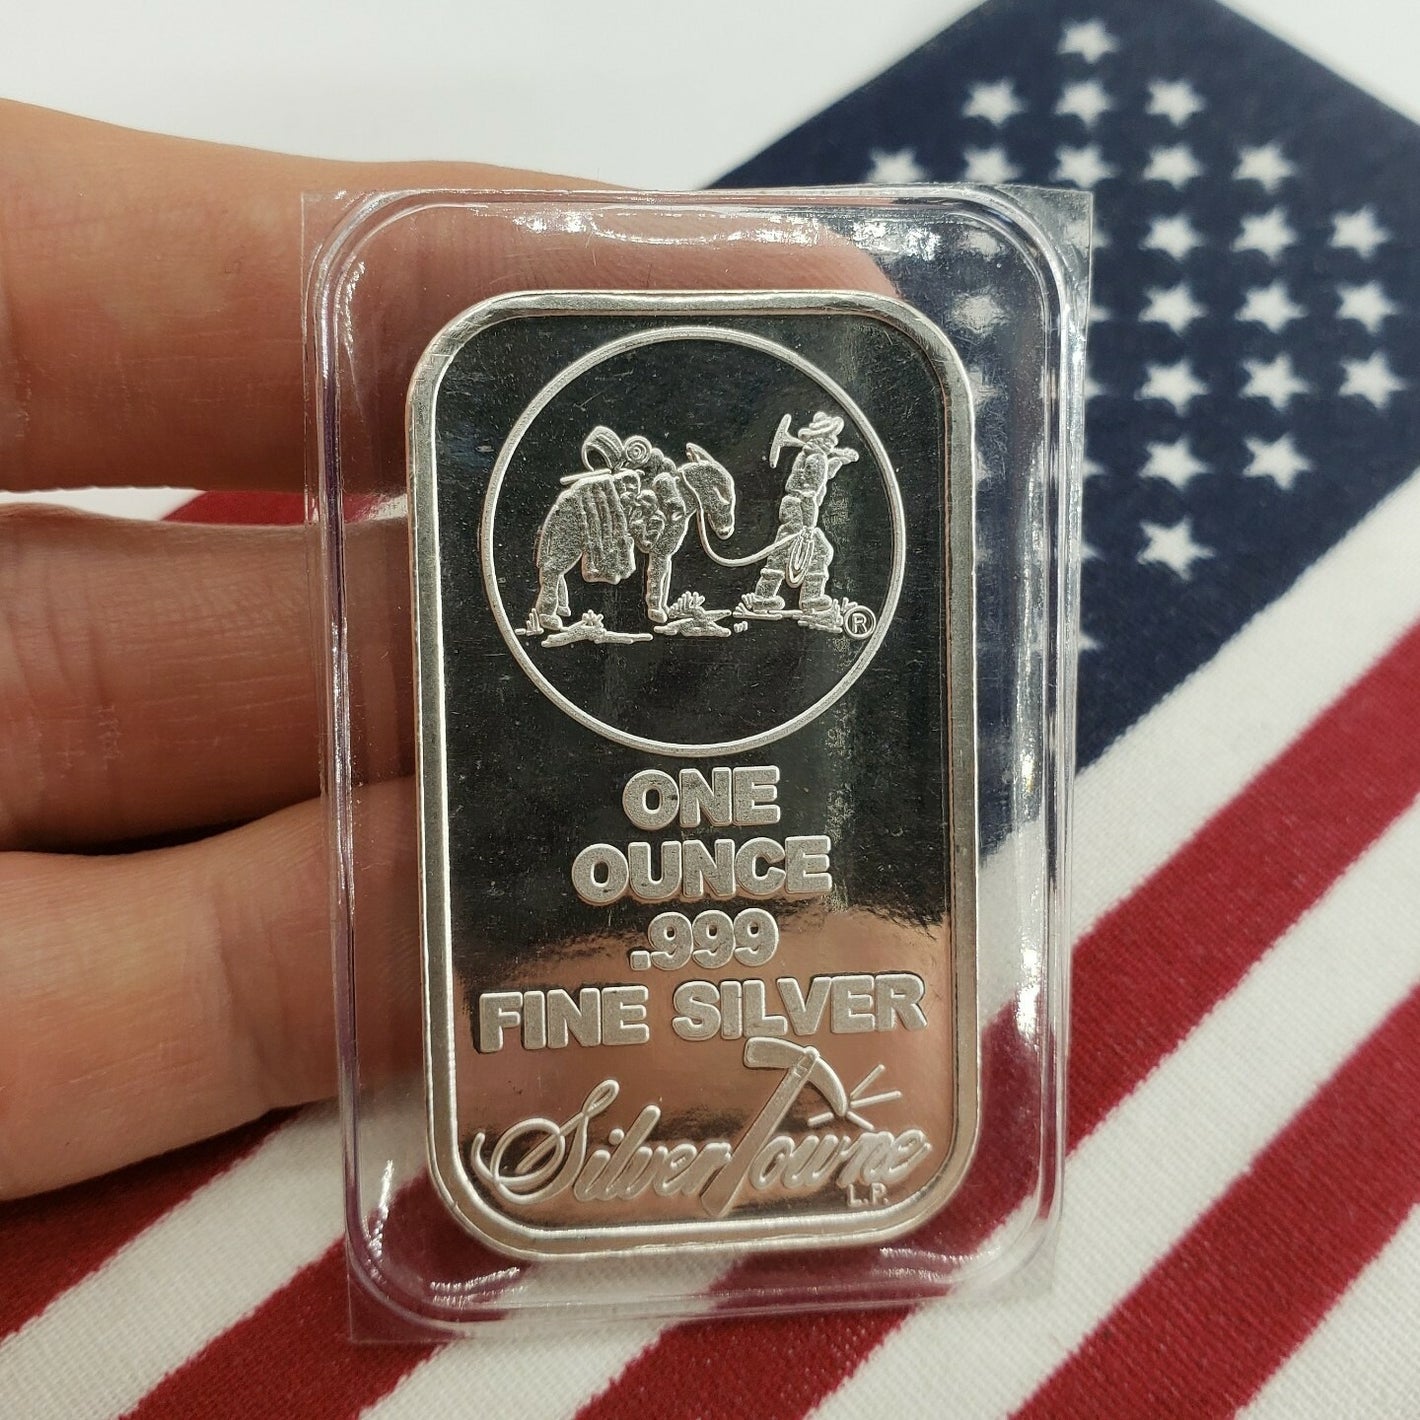 ®
ONE
OUNCE
.999
FINE SILVER
SilverTowne
L.P.